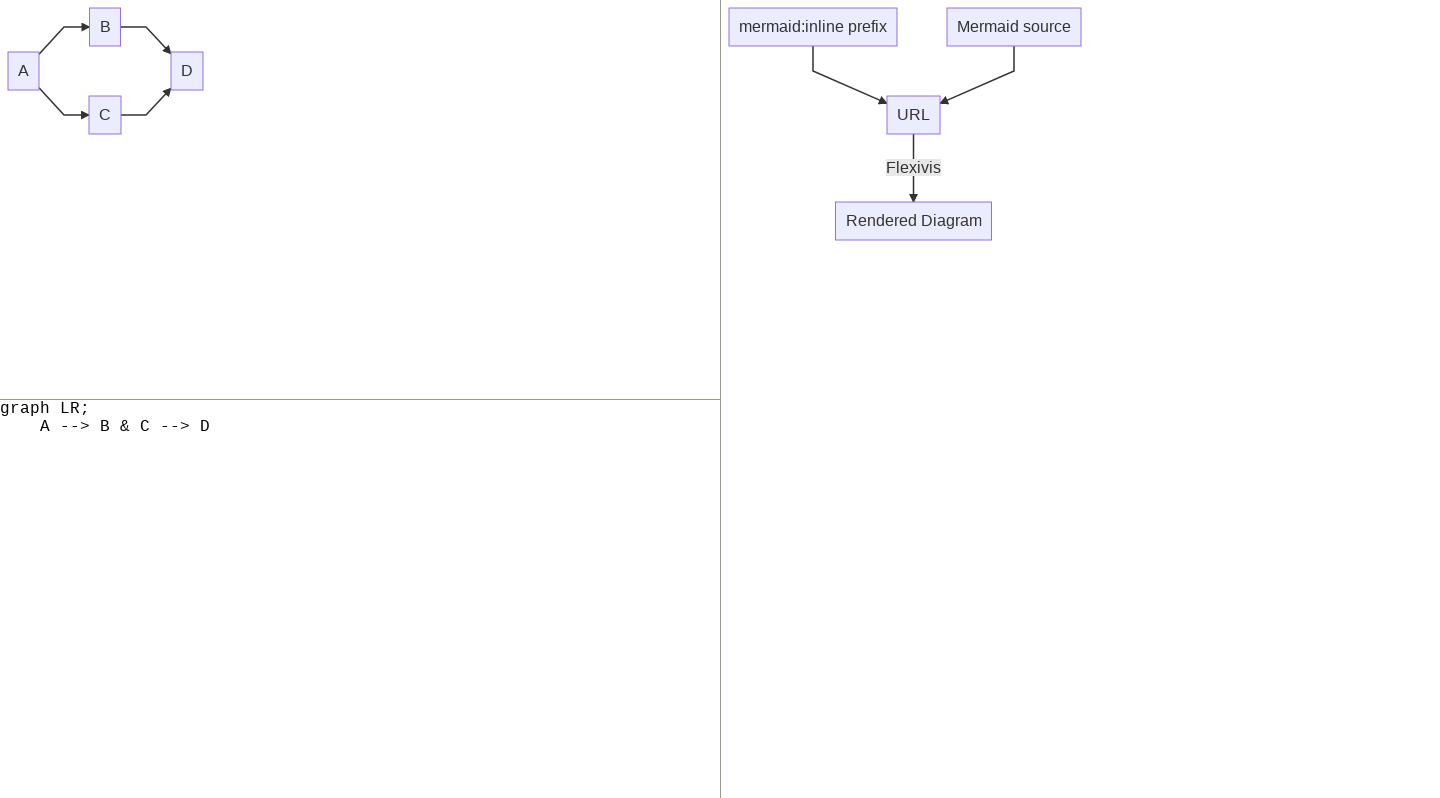 B
A
D
C
graph LR;
    A --> B & C --> D
mermaid:inline prefix
Mermaid source
URL
Flexivis
Rendered Diagram